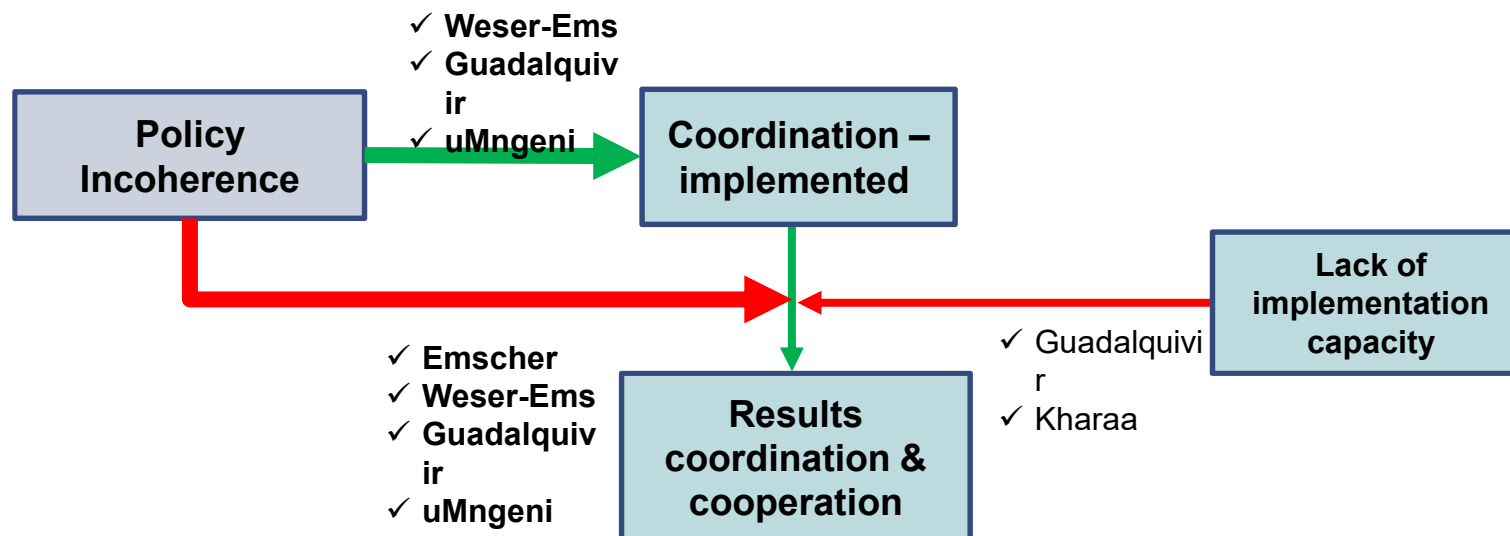 ✓ Weser-Ems
✓ Guadalquiv
ir
✓ uMngeni
Policy
Incoherence
Coordination –
implemented
Lack of
implementation
capacity
✓ Emscher
✓ Weser-Ems
✓ Guadalquiv
ir
✓ uMngeni
Results
coordination &
cooperation
✓ Guadalquivi
r
✓ Kharaa